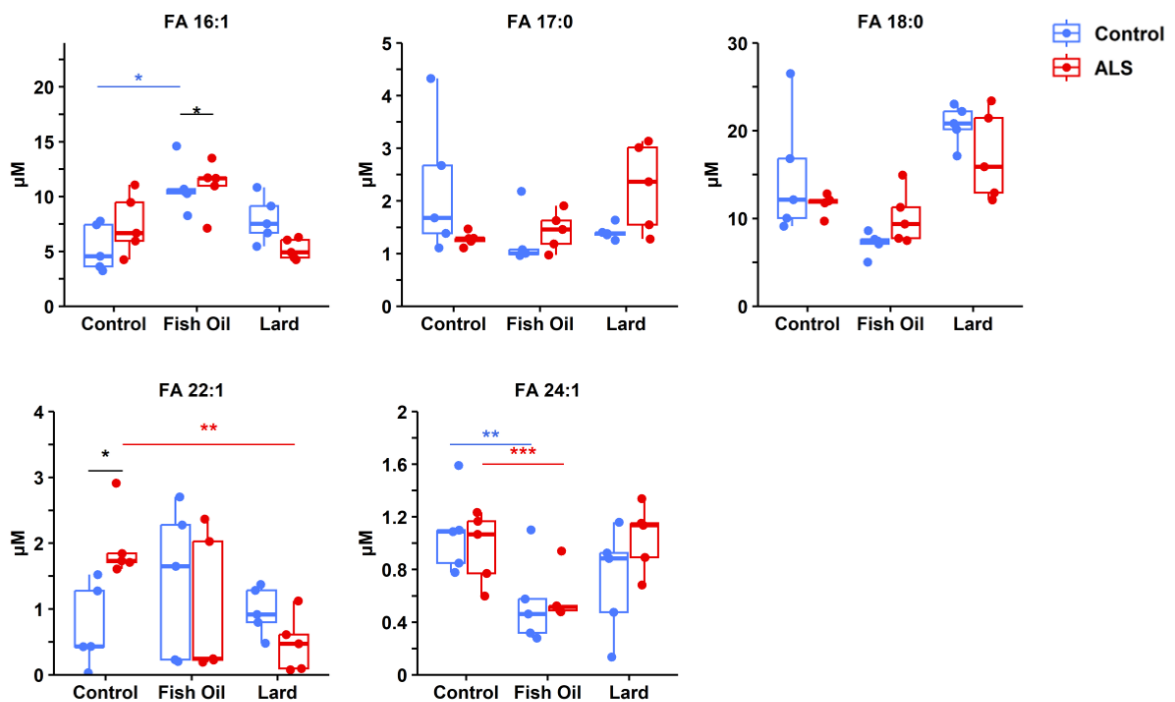 FA 16:1
FA 17:0
FA 18:0
Control
ALS
µM
20
15
10
5
0
*
*
Control Fish Oil Lard
µM
5
4
3
2
1
0
Control Fish Oil Lard
µM
30
20
10
0
Control Fish Oil Lard
FA 22:1
FA 24:1
µM
4
3
2
1
0
*
**
Control Fish Oil Lard
µM
2
1.6
1.2
0.8
0.4
0
**
***
Control Fish Oil Lard